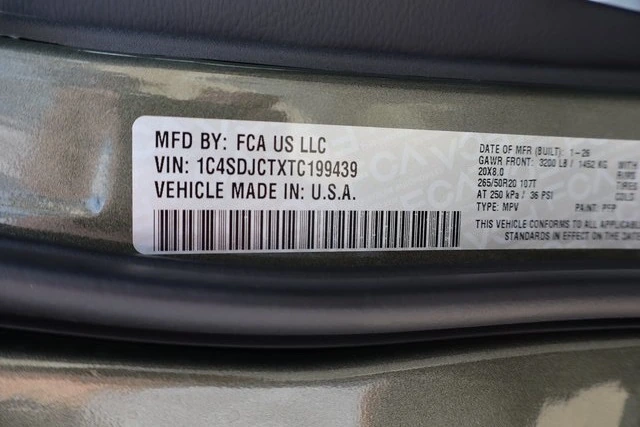 MFD BY: FCA US LLC
VIN: 1C4SDJCTXTC199439
VEHICLE MADE IN: U.S.A.
DATE OF MFR (BUILT): 1-26
GAWR FRONT: 3200 LB / 1452 KG
20X8.0
265/50R20 107T
AT 250 kPa / 36 PSI
TYPE: MPV
PAINT: PFP
RIMS
TIRES
COLD
THIS VEHICLE CONFORMS TO ALL APPLICABL
STANDARDS IN EFFECT ON THE DATE